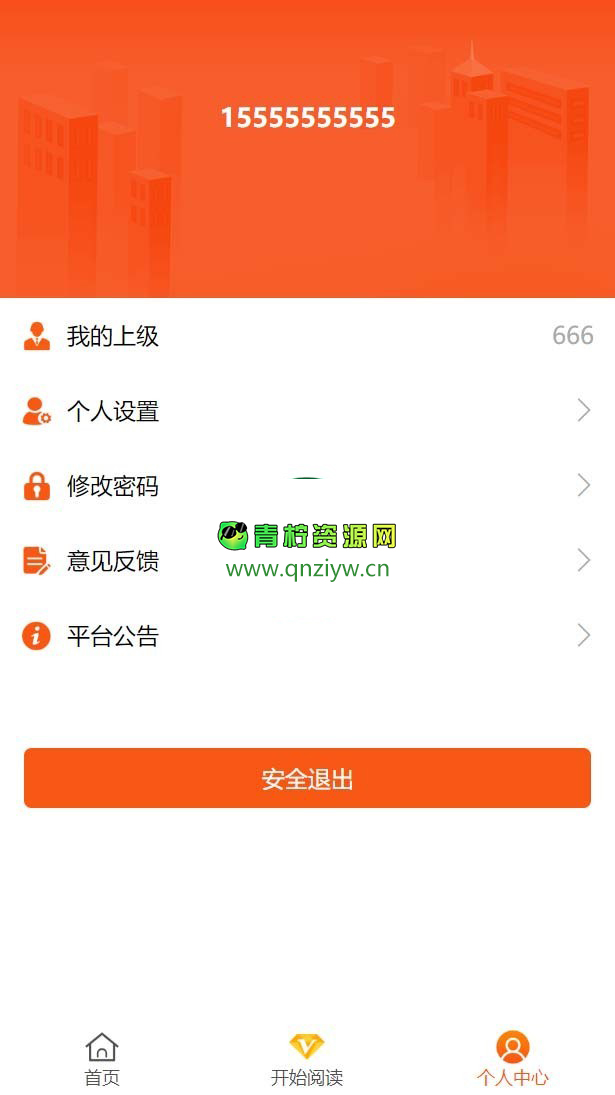 15555555555
我的上级 666
个人设置
修改密码
青柠资源网
www.qnziyw.cn
意见反馈
平台公告
安全退出
首页 开始阅读 个人中心